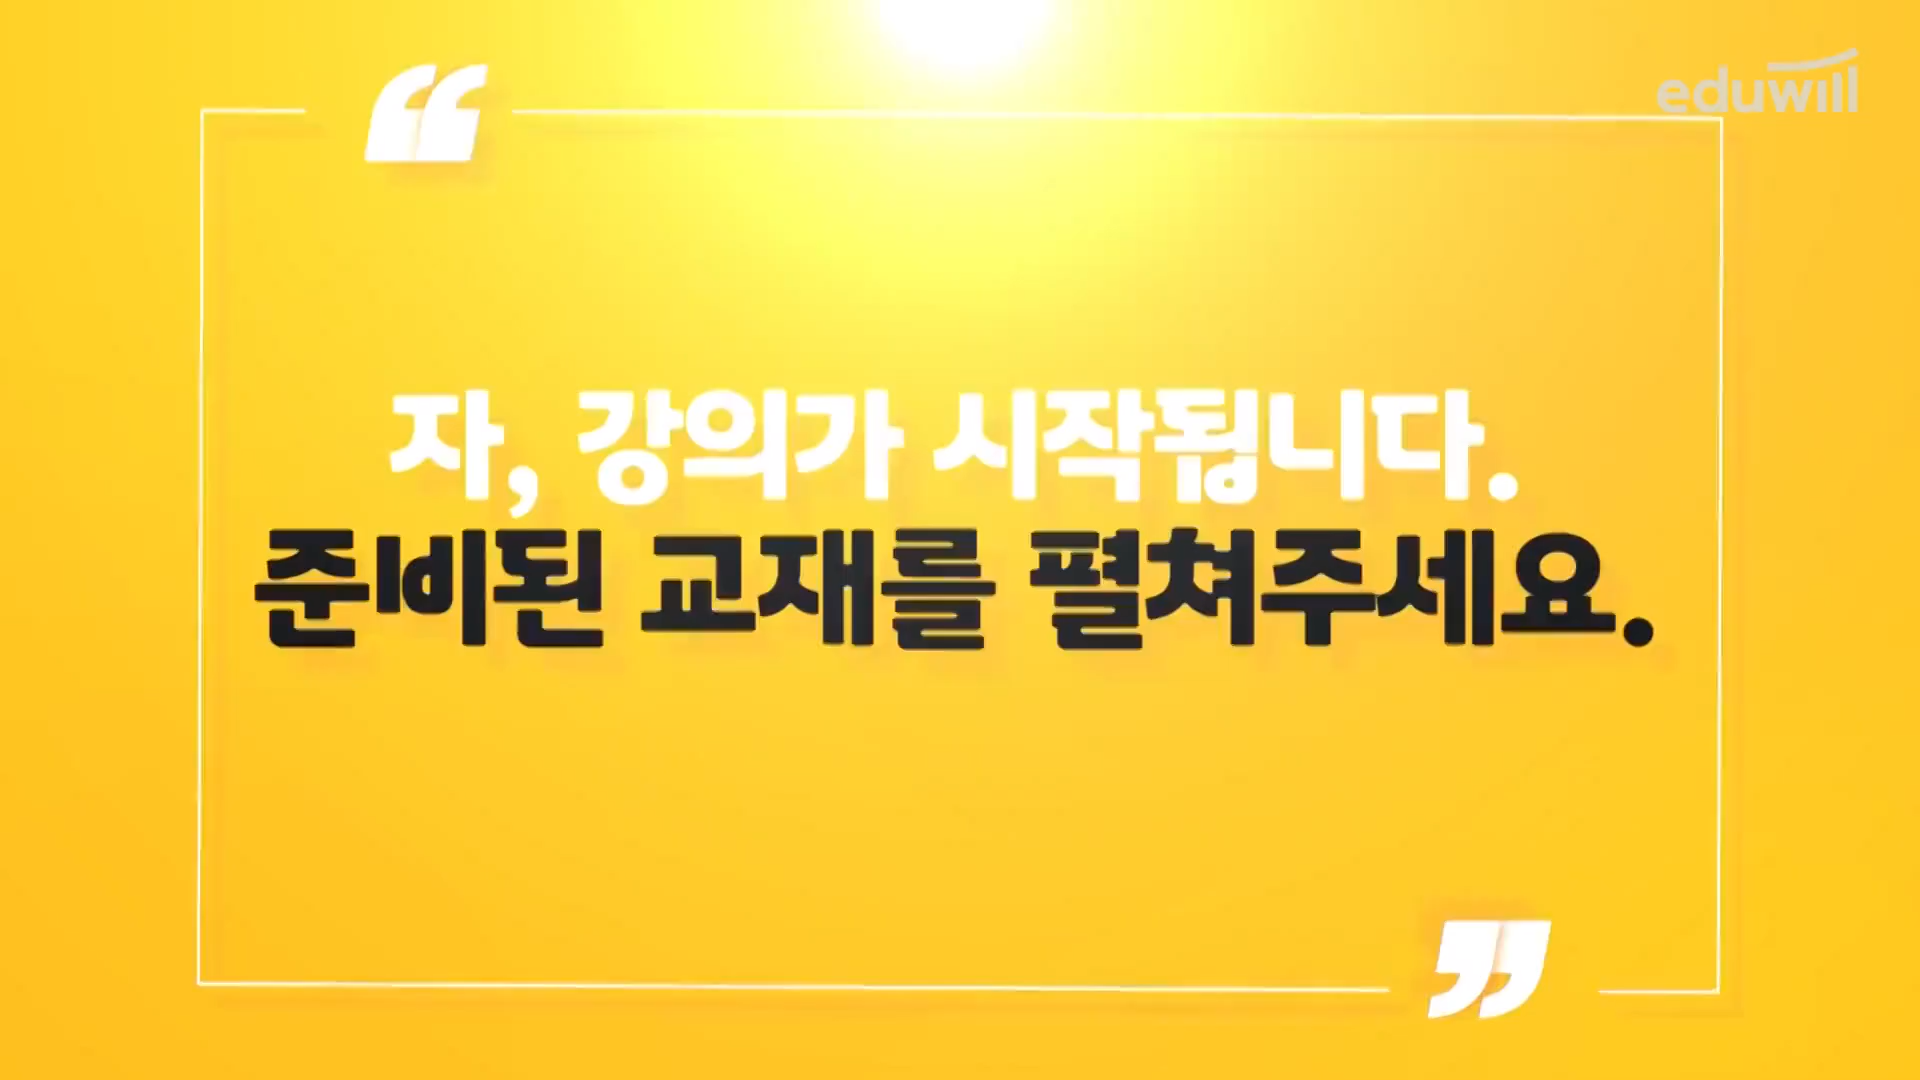 eduwill
“
자, 강의가 시작됩니다.
준비된 교재를 펼쳐주세요.
”